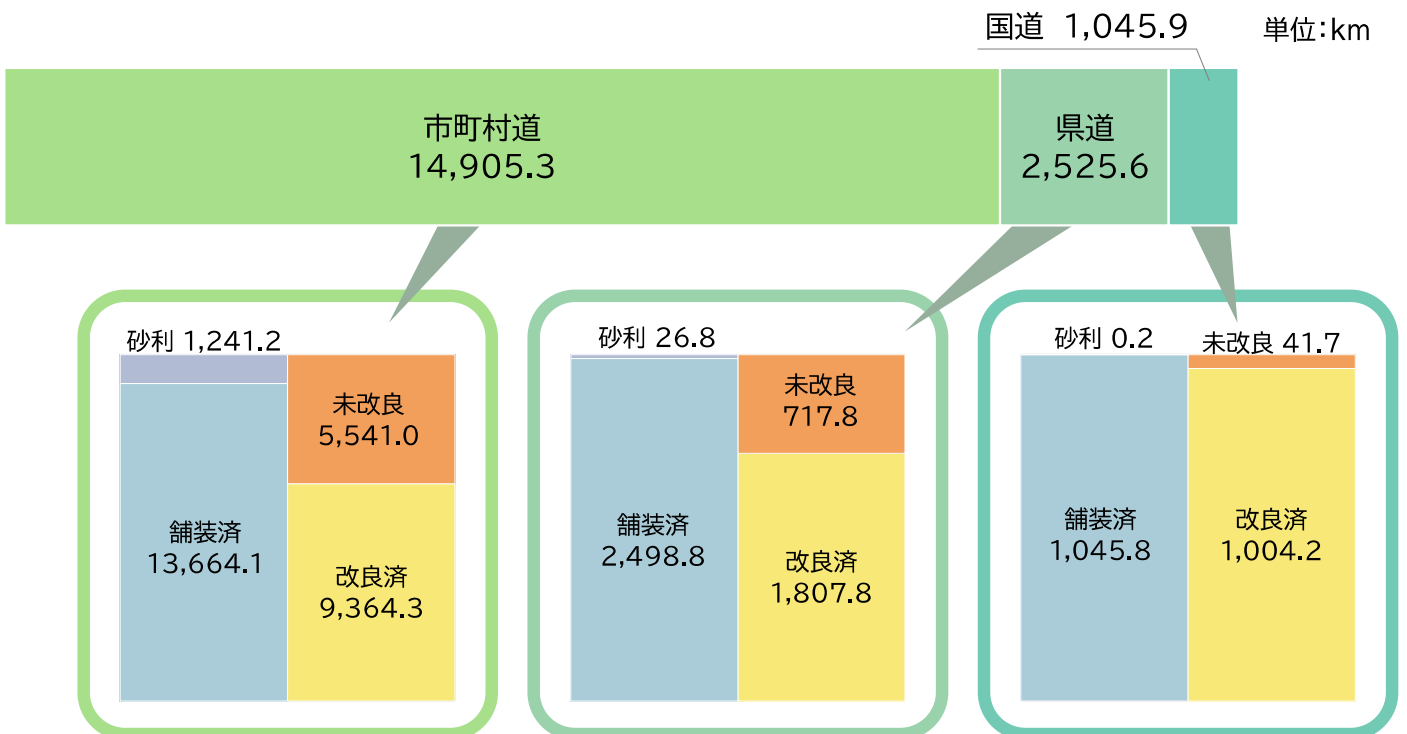 国道 1,045.9
単位:km
市町村道
14,905.3
県道
2,525.6
砂利 1,241.2
未改良
5,541.0
舗装済
13,664.1
改良済
9,364.3
砂利 26.8
未改良
717.8
舗装済
2,498.8
改良済
1,807.8
砂利 0.2
未改良 41.7
舗装済
1,045.8
改良済
1,004.2